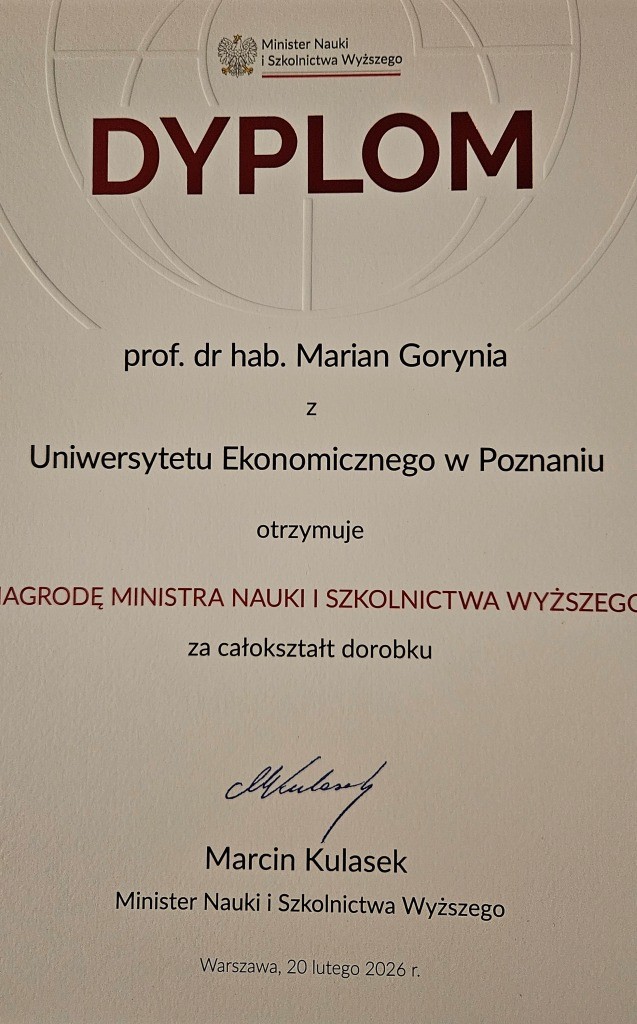 Minister Nauki
i Szkolnictwa Wyższego
DYPLOM
prof. dr hab. Marian Gorynia
z
Uniwersytetu Ekonomicznego w Poznaniu
otrzymuje
NAGRODĘ MINISTRA NAUKI I SZKOLNICTWA WYŻSZEGO
za całokształt dorobku
MKulasek
Marcin Kulasek
Minister Nauki i Szkolnictwa Wyższego
Warszawa, 20 lutego 2026 r.